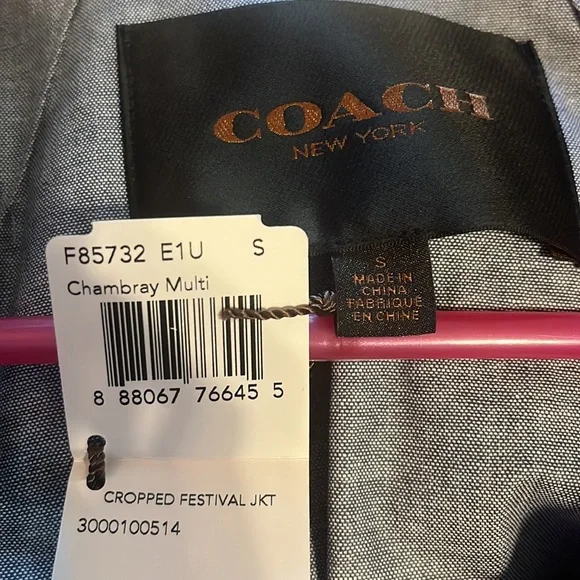 COACH
NEW YORK
S
MADE IN
CHINA
FABRIQUE
EN CHINE
F85732 E1U S
Chambray Multi
8 88067 76645 5
CROPPED FESTIVAL JKT
3000100514